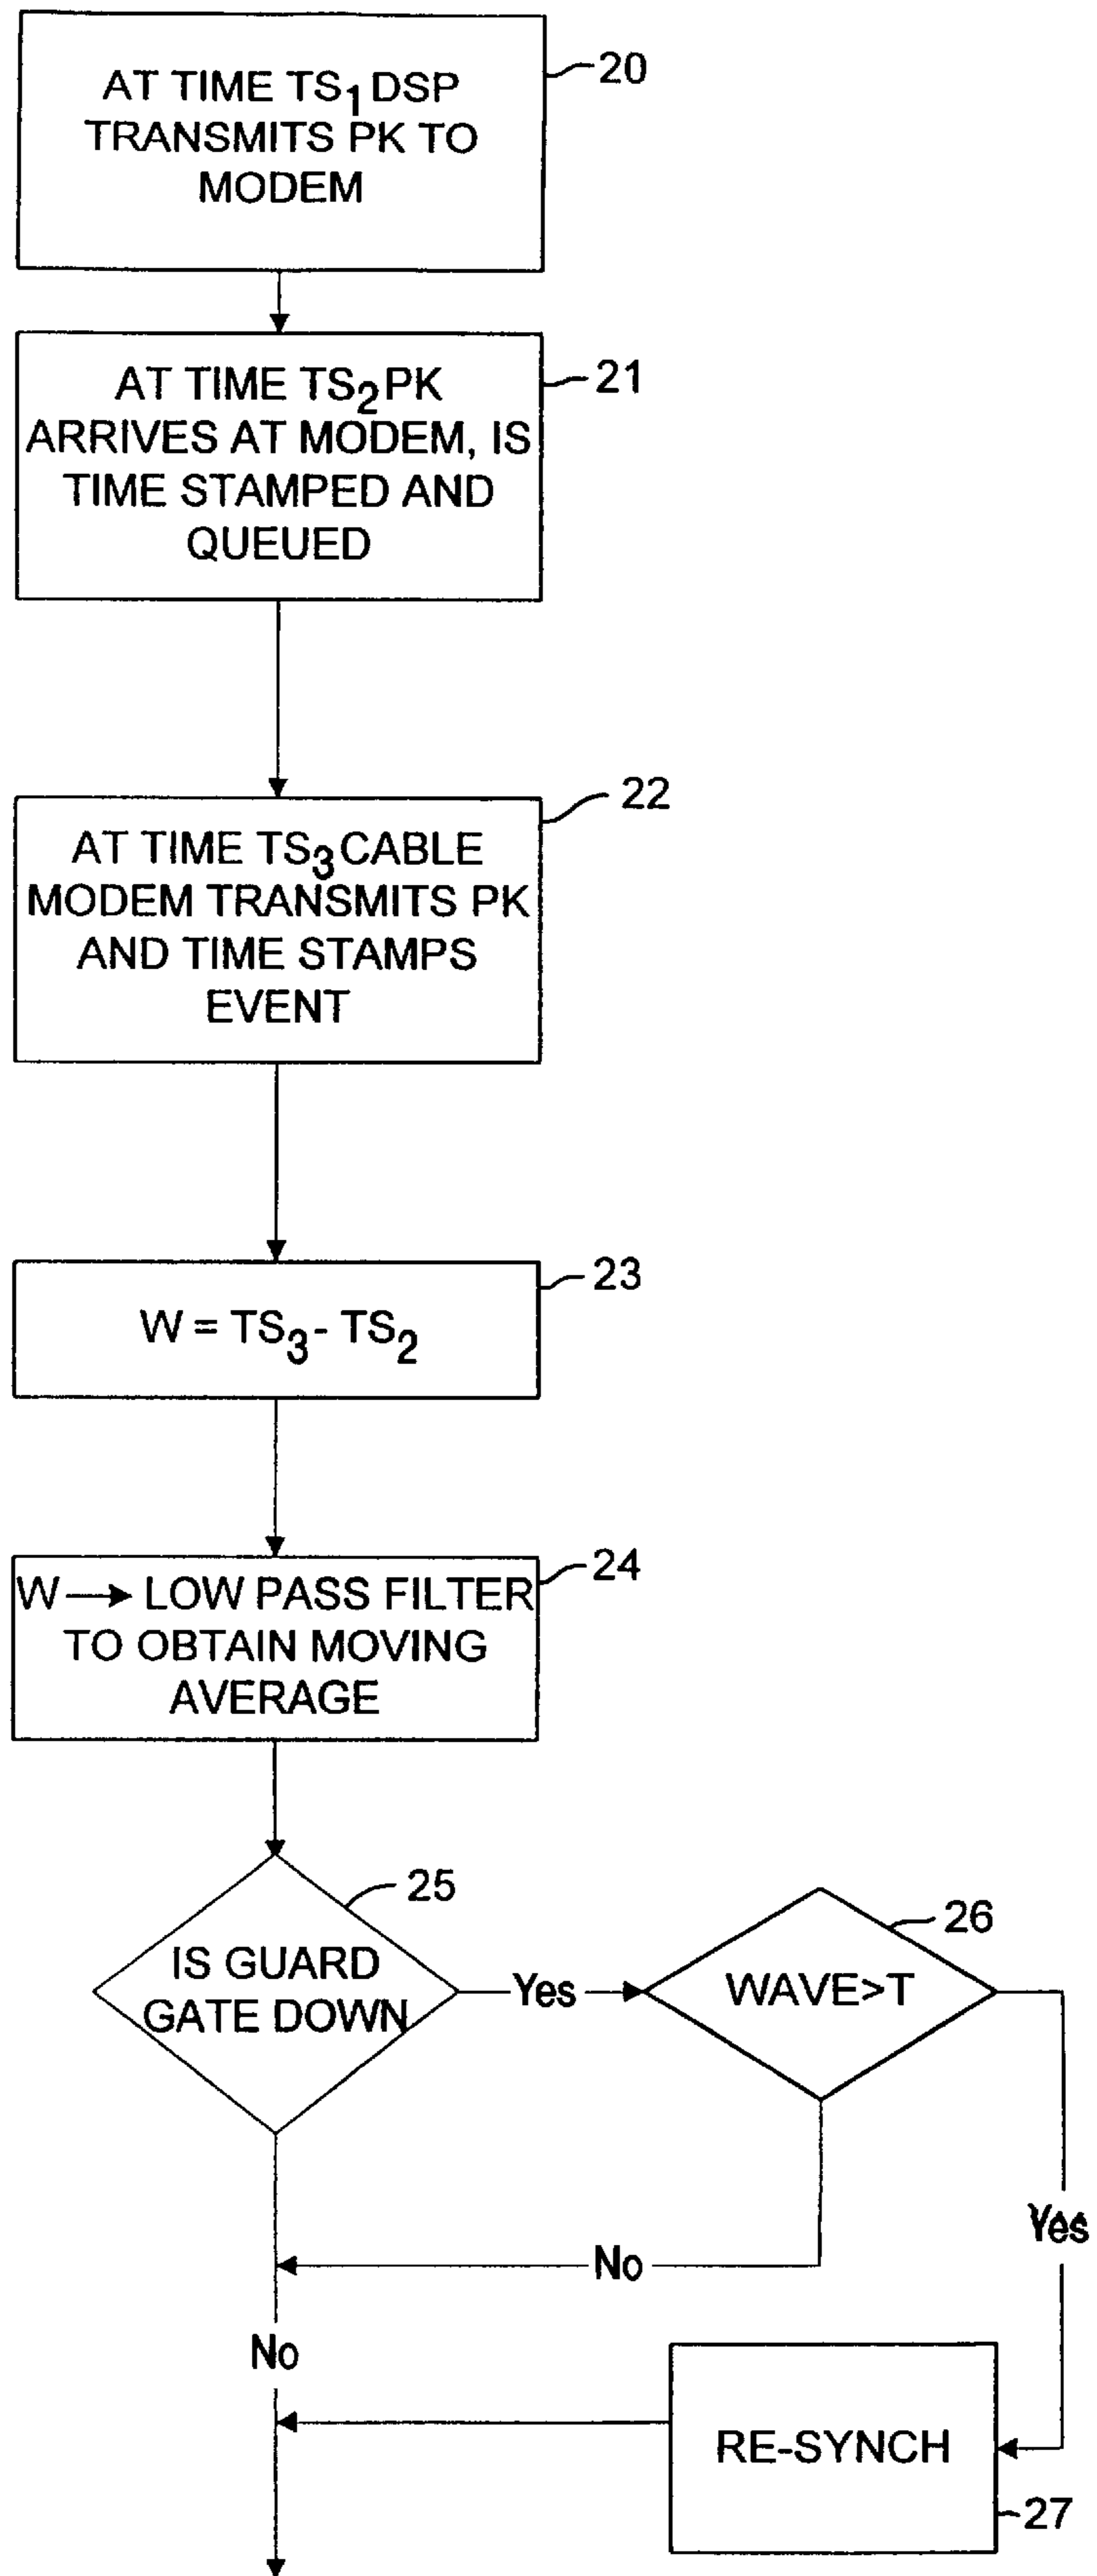 AT TIME TS1 DSP
TRANSMITS PK TO
MODEM
20
AT TIME TS2 PK
ARRIVES AT MODEM, IS
TIME STAMPED AND
QUEUED
21
AT TIME TS3 CABLE
MODEM TRANSMITS PK
AND TIME STAMPS
EVENT
22
W = TS3 - TS2
23
W → LOW PASS FILTER
TO OBTAIN MOVING
AVERAGE
24
IS GUARD
GATE DOWN
25
Yes
WAVE>T
26
Yes
No
No
RE-SYNCH
27